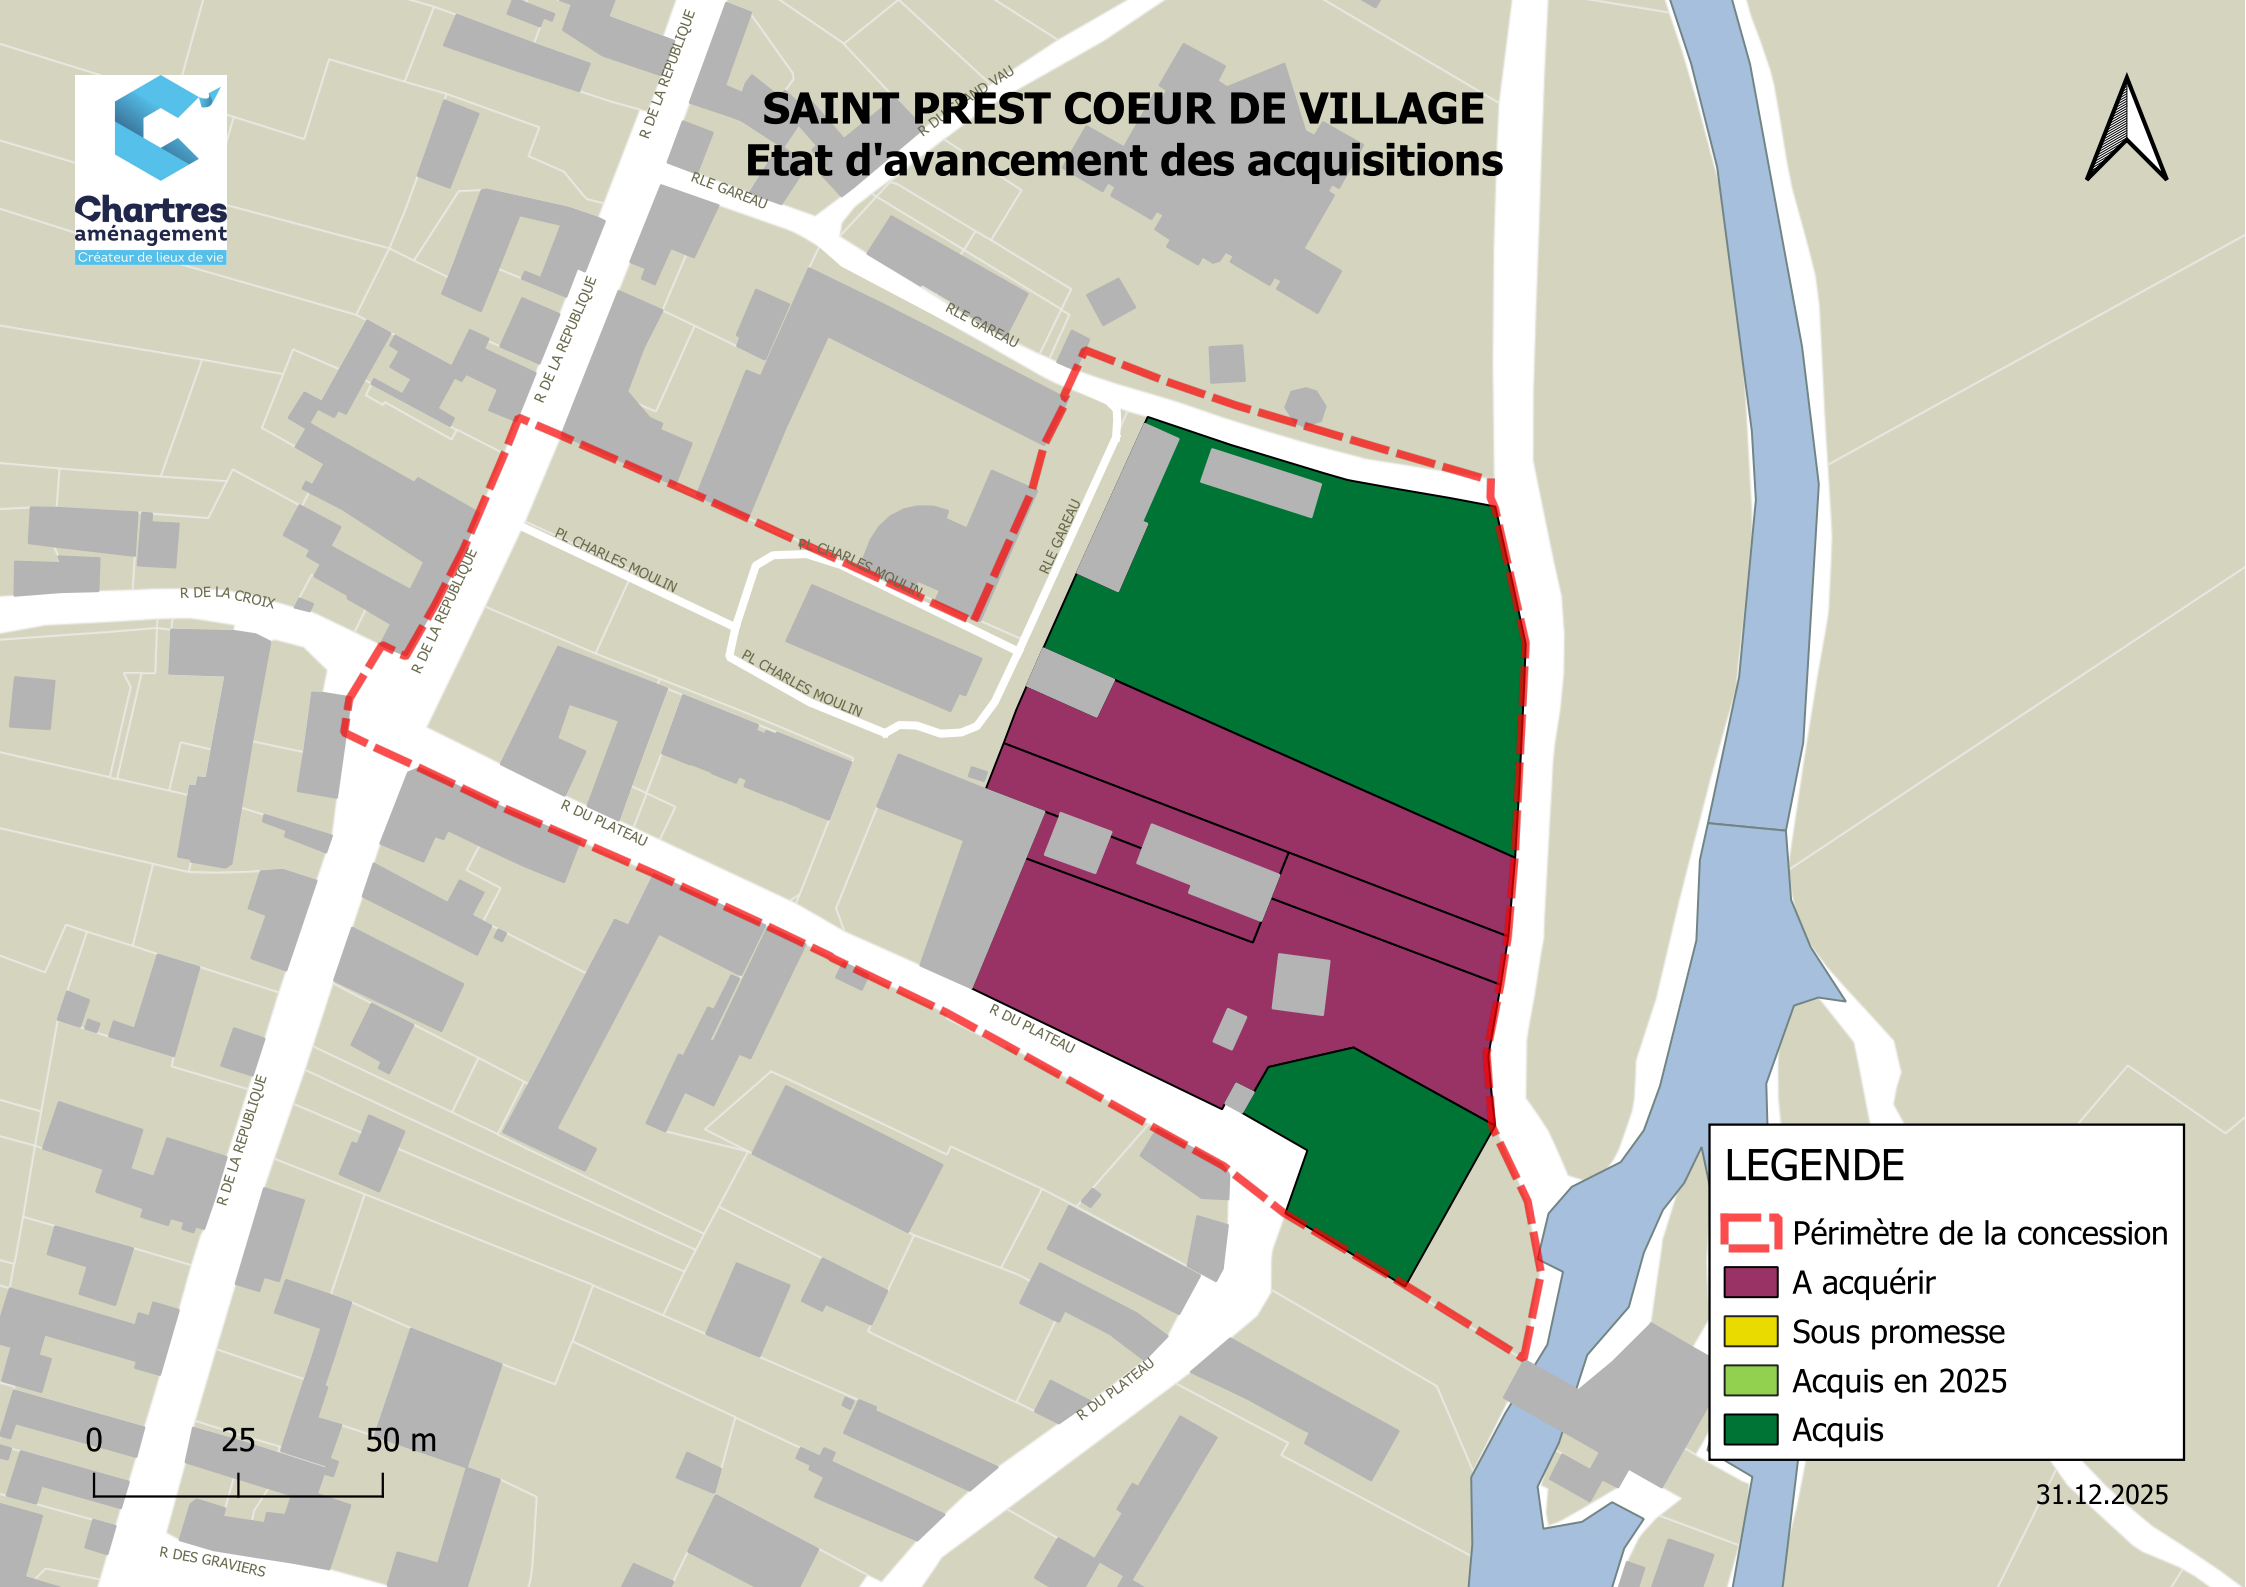 SAINT PREST COEUR DE VILLAGE
Etat d'avancement des acquisitions
Chartres
aménagement
Créateur de lieux de vie
R DE LA REPUBLIQUE
R DU GRAND VAU
RLE GAREAU
R DE LA REPUBLIQUE
RLE GAREAU
RLE GAREAU
PL CHARLES MOULIN
PL CHARLES MOULIN
R DE LA CROIX
R DE LA REPUBLIQUE
PL CHARLES MOULIN
R DU PLATEAU
R DU PLATEAU
R DE LA REPUBLIQUE
R DU PLATEAU
R DES GRAVIERS
0 25 50 m
LEGENDE
Périmètre de la concession
A acquérir
Sous promesse
Acquis en 2025
Acquis
31.12.2025